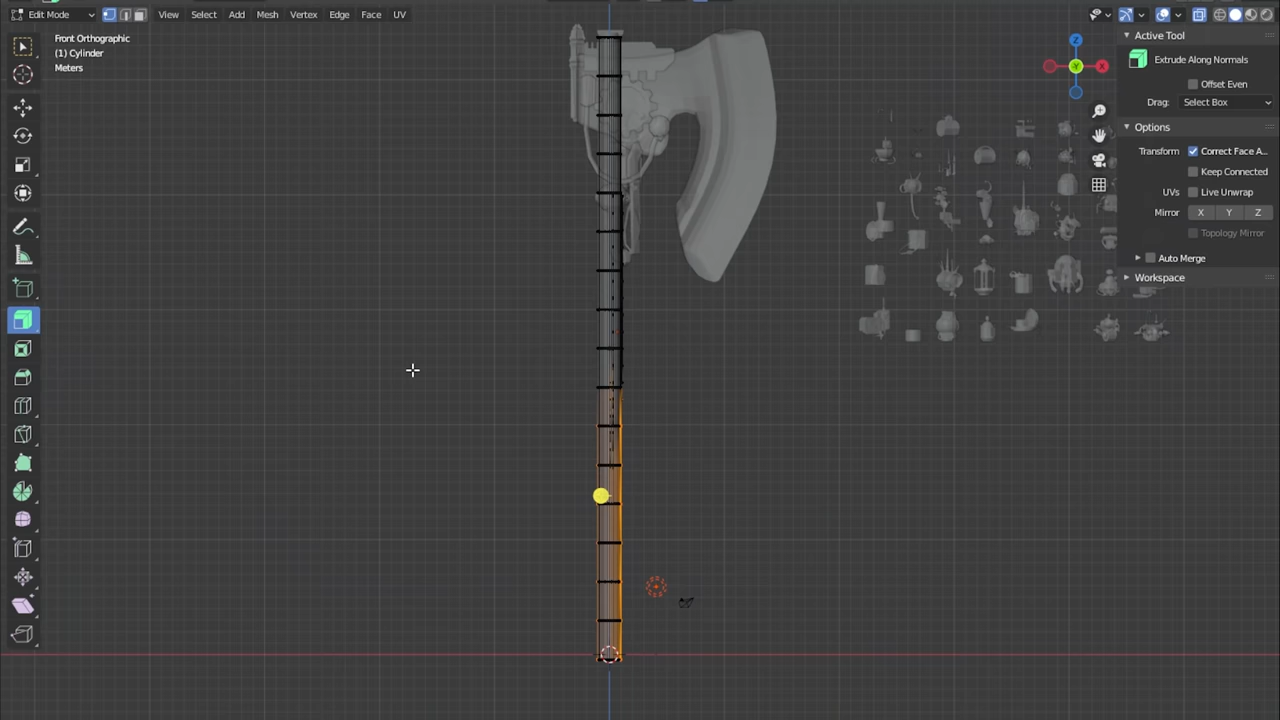 Edit Mode View Select Add Mesh Vertex Edge Face UV
Front Orthographic
(1) Cylinder
Meters
Z
Y
X
Active Tool
Extrude Along Normals
Offset Even
Drag: Select Box
Options
Transform Correct Face A...
Keep Connected
UVs Live Unwrap
Mirror X Y Z
Topology Mirror
Auto Merge
Workspace